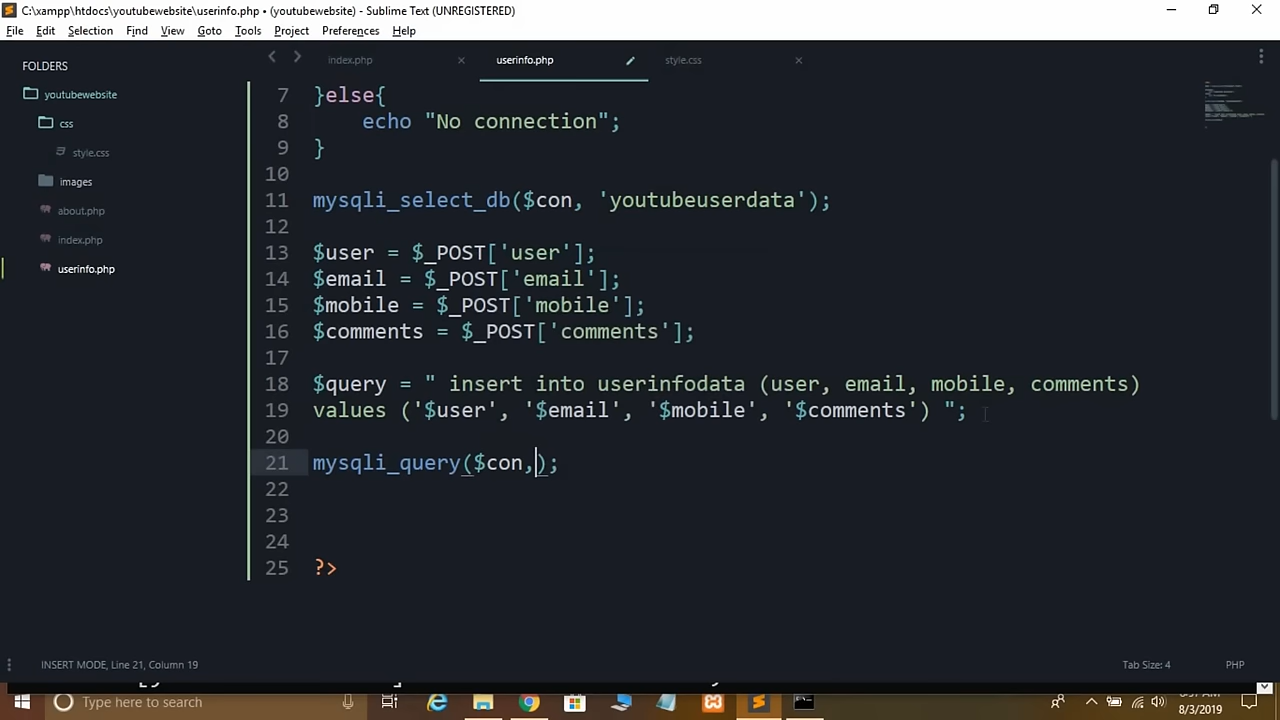 C:\xampp\htdocs\youtubewebsite\userinfo.php • (youtubewebsite) - Sublime Text (UNREGISTERED)
File Edit Selection Find View Goto Tools Project Preferences Help
FOLDERS
youtubewebsite
css
style.css
images
about.php
index.php
userinfo.php
index.php userinfo.php style.css
7 }else{
8 echo "No connection";
9 }
10
11 mysqli_select_db($con, 'youtubeuserdata');
12
13 $user = $_POST['user'];
14 $email = $_POST['email'];
15 $mobile = $_POST['mobile'];
16 $comments = $_POST['comments'];
17
18 $query = " insert into userinfodata (user, email, mobile, comments)
19 values ('$user', '$email', '$mobile', '$comments') ";
20
21 mysqli_query($con,);
22
23
24
25 ?>
INSERT MODE, Line 21, Column 19 Tab Size: 4 PHP
Type here to search
8/3/2019